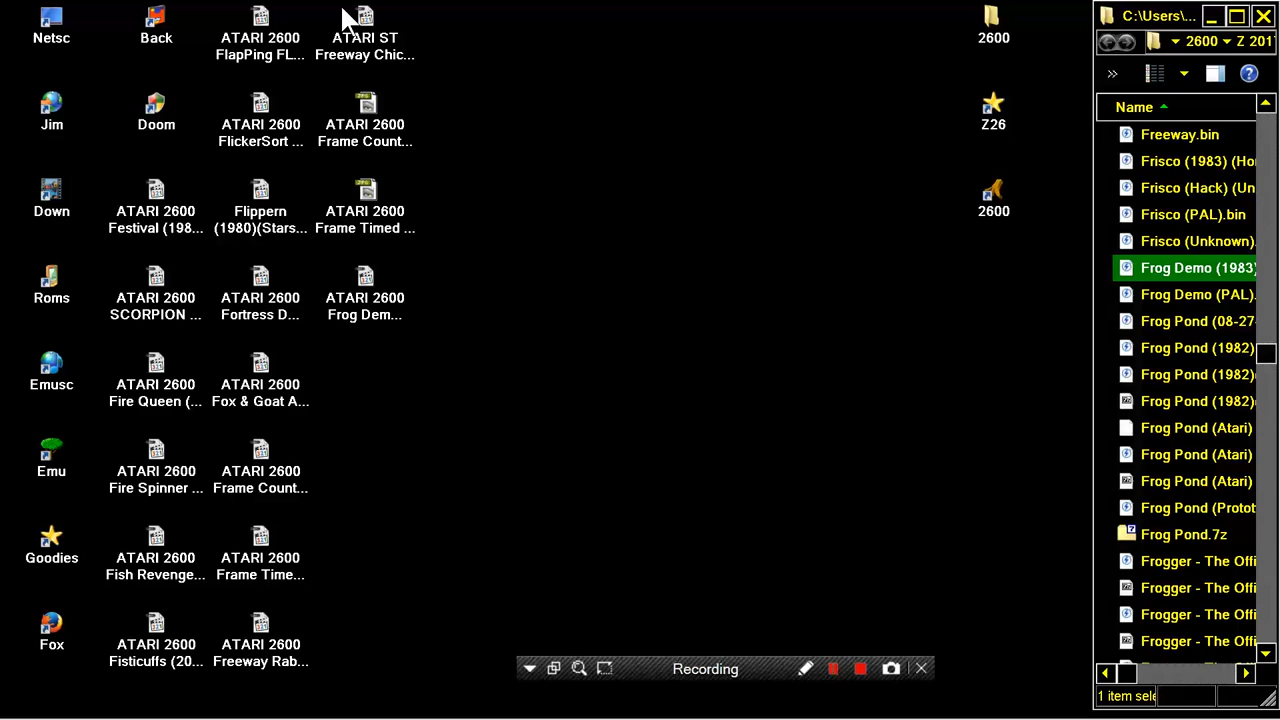 Netsc
Jim
Down
Roms
Emusc
Emu
Goodies
Fox
Back
Doom
ATARI 2600
Festival (198...
ATARI 2600
SCORPION ...
ATARI 2600
Fire Queen (...
ATARI 2600
Fire Spinner ...
ATARI 2600
Fish Revenge...
ATARI 2600
Fisticuffs (20...
ATARI 2600
FlapPing FL...
ATARI 2600
FlickerSort ...
Flippern
(1980)(Stars...
ATARI 2600
Fortress D...
ATARI 2600
Fox & Goat A...
ATARI 2600
Frame Count...
ATARI 2600
Frame Time...
ATARI 2600
Freeway Rab...
ATARI ST
Freeway Chic...
ATARI 2600
Frame Count...
ATARI 2600
Frame Timed ...
ATARI 2600
Frog Dem...
2600
Z26
2600
Recording
C:\Users\...
2600 Z 201
Name
Freeway.bin
Frisco (1983) (Ho
Frisco (Hack) (Un
Frisco (PAL).bin
Frisco (Unknown).
Frog Demo (1983)
Frog Demo (PAL).
Frog Pond (08-27-
Frog Pond (1982)
Frog Pond (1982)
Frog Pond (1982)
Frog Pond (Atari)
Frog Pond (Atari)
Frog Pond (Atari)
Frog Pond (Protot
Frog Pond.7z
Frogger - The Offi
Frogger - The Offi
Frogger - The Offi
Frogger - The Offi
1 item sele